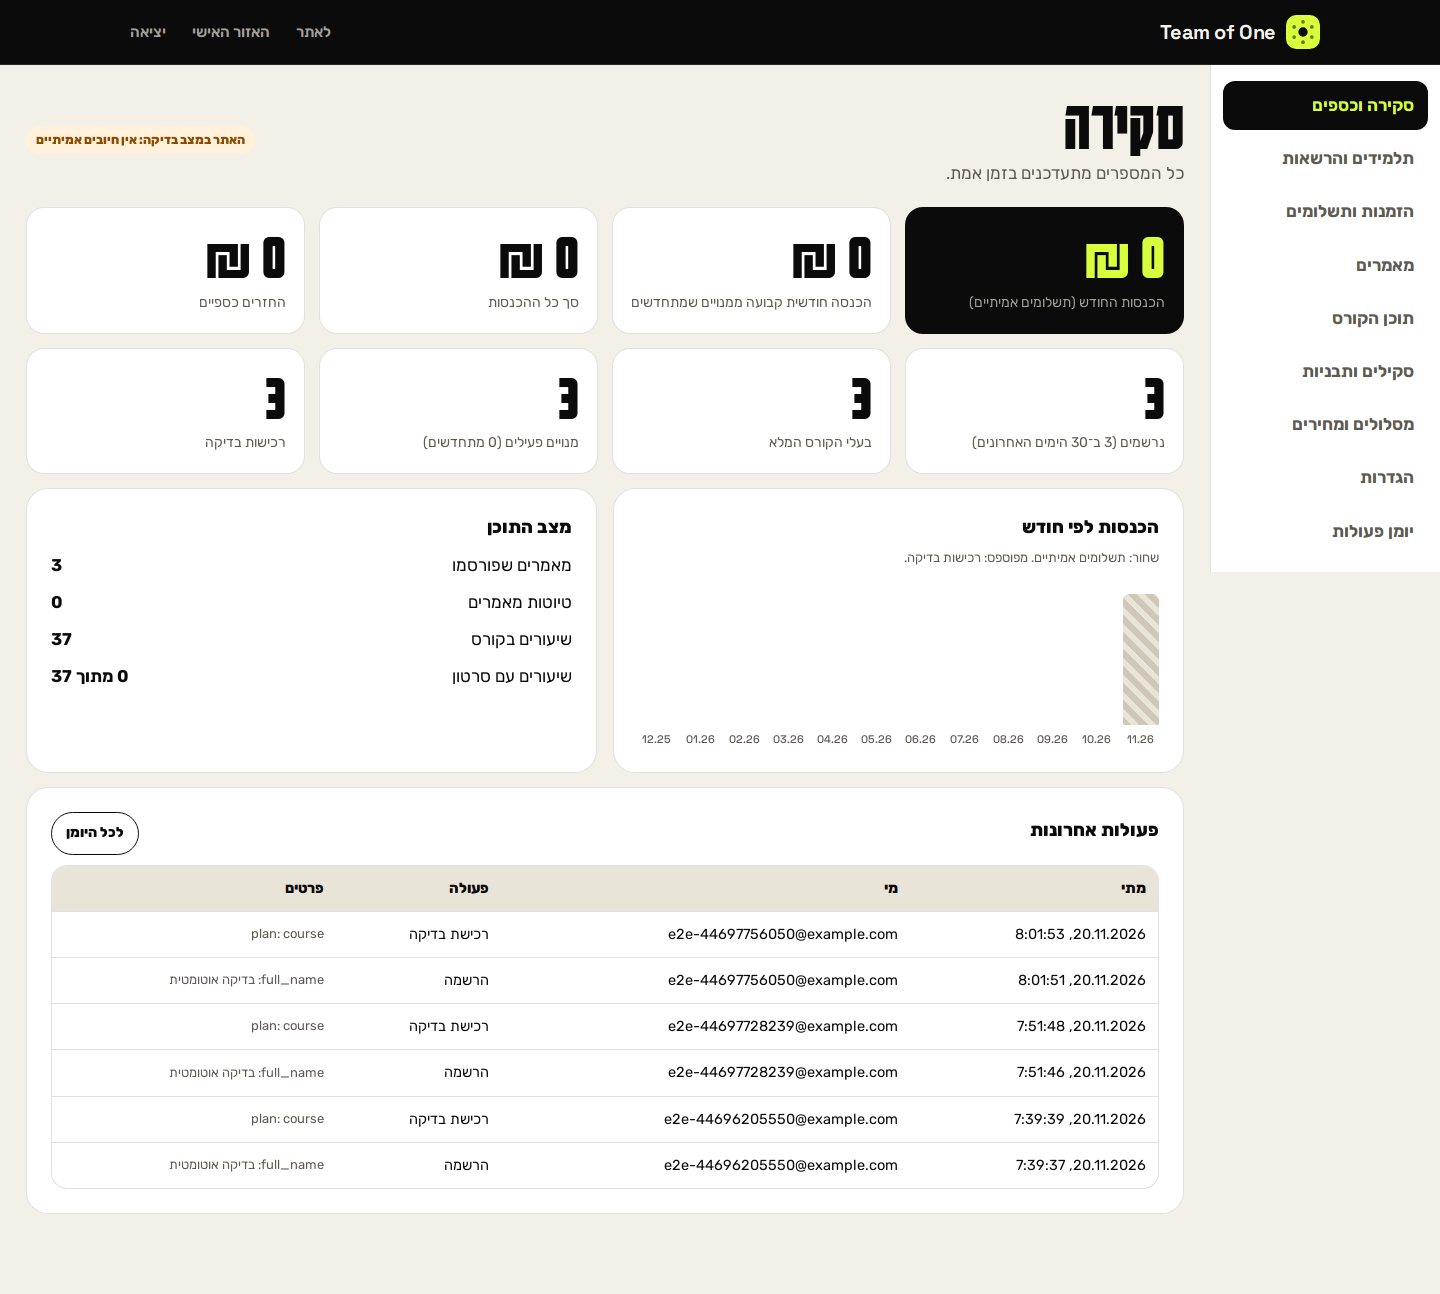 Team of One
לאתר
האזור האישי
יציאה
סקירה וכספים
תלמידים והרשאות
הזמנות ותשלומים
מאמרים
תוכן הקורס
סקילים ותבניות
מסלולים ומחירים
הגדרות
יומן פעולות
סקירה
כל המספרים מתעדכנים בזמן אמת.
האתר במצב בדיקה: אין חיובים אמיתיים
0 ₪
הכנסות החודש (תשלומים אמיתיים)
0 ₪
הכנסה חודשית קבועה ממנויים שמתחדשים
0 ₪
סך כל ההכנסות
0 ₪
החזרים כספיים
3
נרשמים (3 ב־30 הימים האחרונים)
3
בעלי הקורס המלא
3
מנויים פעילים (0 מתחדשים)
3
רכישות בדיקה
הכנסות לפי חודש
שחור: תשלומים אמיתיים. מפוספס: רכישות בדיקה.
11.26 10.26 09.26 08.26 07.26 06.26 05.26 04.26 03.26 02.26 01.26 12.25
מצב התוכן
מאמרים שפורסמו 3
טיוטות מאמרים 0
שיעורים בקורס 37
שיעורים עם סרטון 0 מתוך 37
פעולות אחרונות
לכל היומן
מתי מי פעולה פרטים
20.11.2026, 8:01:53 e2e-44697756050@example.com רכישת בדיקה plan: course
20.11.2026, 8:01:51 e2e-44697756050@example.com הרשמה full_name: בדיקה אוטומטית
20.11.2026, 7:51:48 e2e-44697728239@example.com רכישת בדיקה plan: course
20.11.2026, 7:51:46 e2e-44697728239@example.com הרשמה full_name: בדיקה אוטומטית
20.11.2026, 7:39:39 e2e-44696205550@example.com רכישת בדיקה plan: course
20.11.2026, 7:39:37 e2e-44696205550@example.com הרשמה full_name: בדיקה אוטומטית